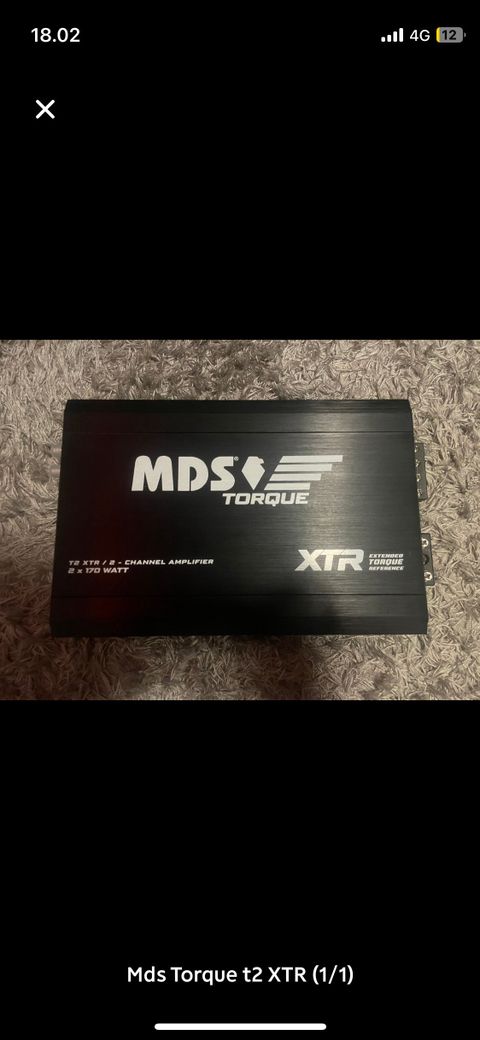 18.02
4G 12
MDS®
TORQUE
T2 XTR / 2 - CHANNEL AMPLIFIER
2 x 170 WATT
XTR
EXTENDED
TORQUE
REFERENCE
Mds Torque t2 XTR (1/1)